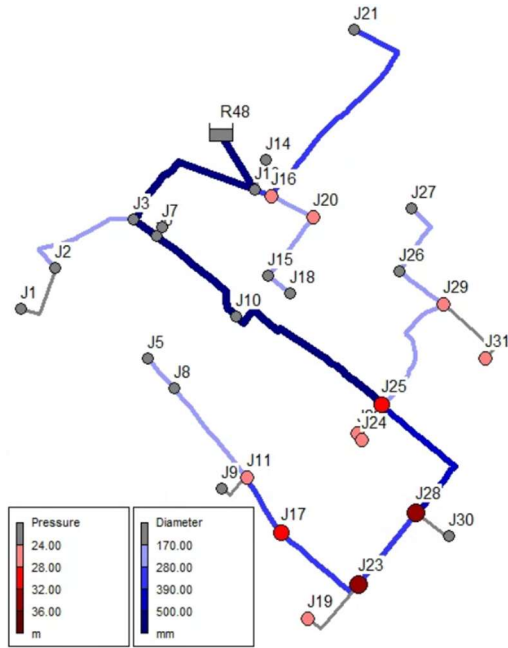 J21
R48
J14
J16
J20
J27
J3
J7
J2
J15
J26
J18
J1
J29
J10
J31
J5
J25
J8
J24
J11
J9
J28
J17
J30
J23
J19
Pressure
24.00
28.00
32.00
36.00
m
Diameter
170.00
280.00
390.00
500.00
mm